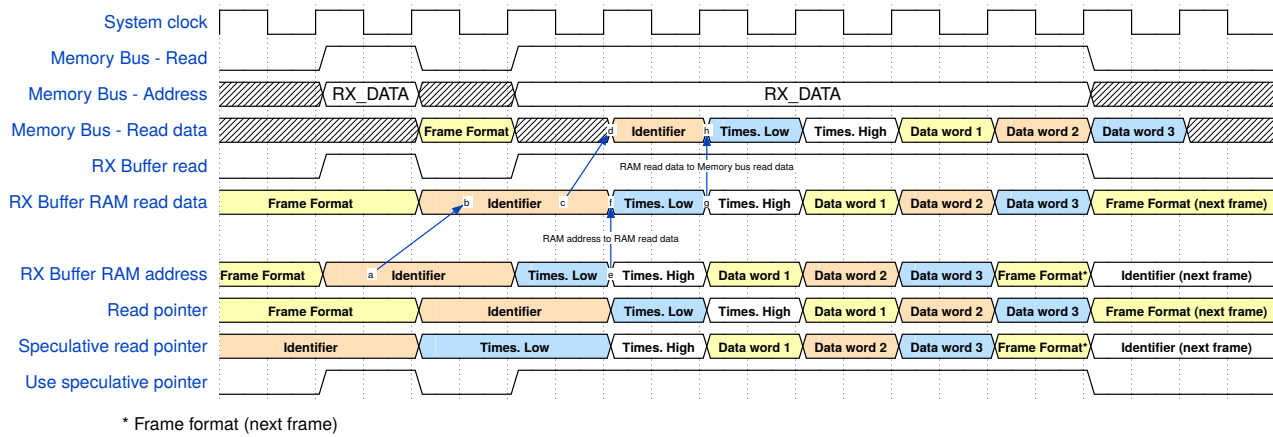 System clock
Memory Bus - Read
Memory Bus - Address RX_DATA RX_DATA
Memory Bus - Read data Frame Format d Identifier h Times. Low Times. High Data word 1 Data word 2 Data word 3
RX Buffer read RAM read data to Memory bus read data
RX Buffer RAM read data Frame Format b Identifier c f Times. Low g Times. High Data word 1 Data word 2 Data word 3 Frame Format (next frame)
RAM address to RAM read data
RX Buffer RAM address Frame Format a Identifier Times. Low e Times. High Data word 1 Data word 2 Data word 3 Frame Format* Identifier (next frame)
Read pointer Frame Format Identifier Times. Low Times. High Data word 1 Data word 2 Data word 3 Frame Format (next frame)
Speculative read pointer Identifier Times. Low Times. High Data word 1 Data word 2 Data word 3 Frame Format* Identifier (next frame)
Use speculative pointer
* Frame format (next frame)